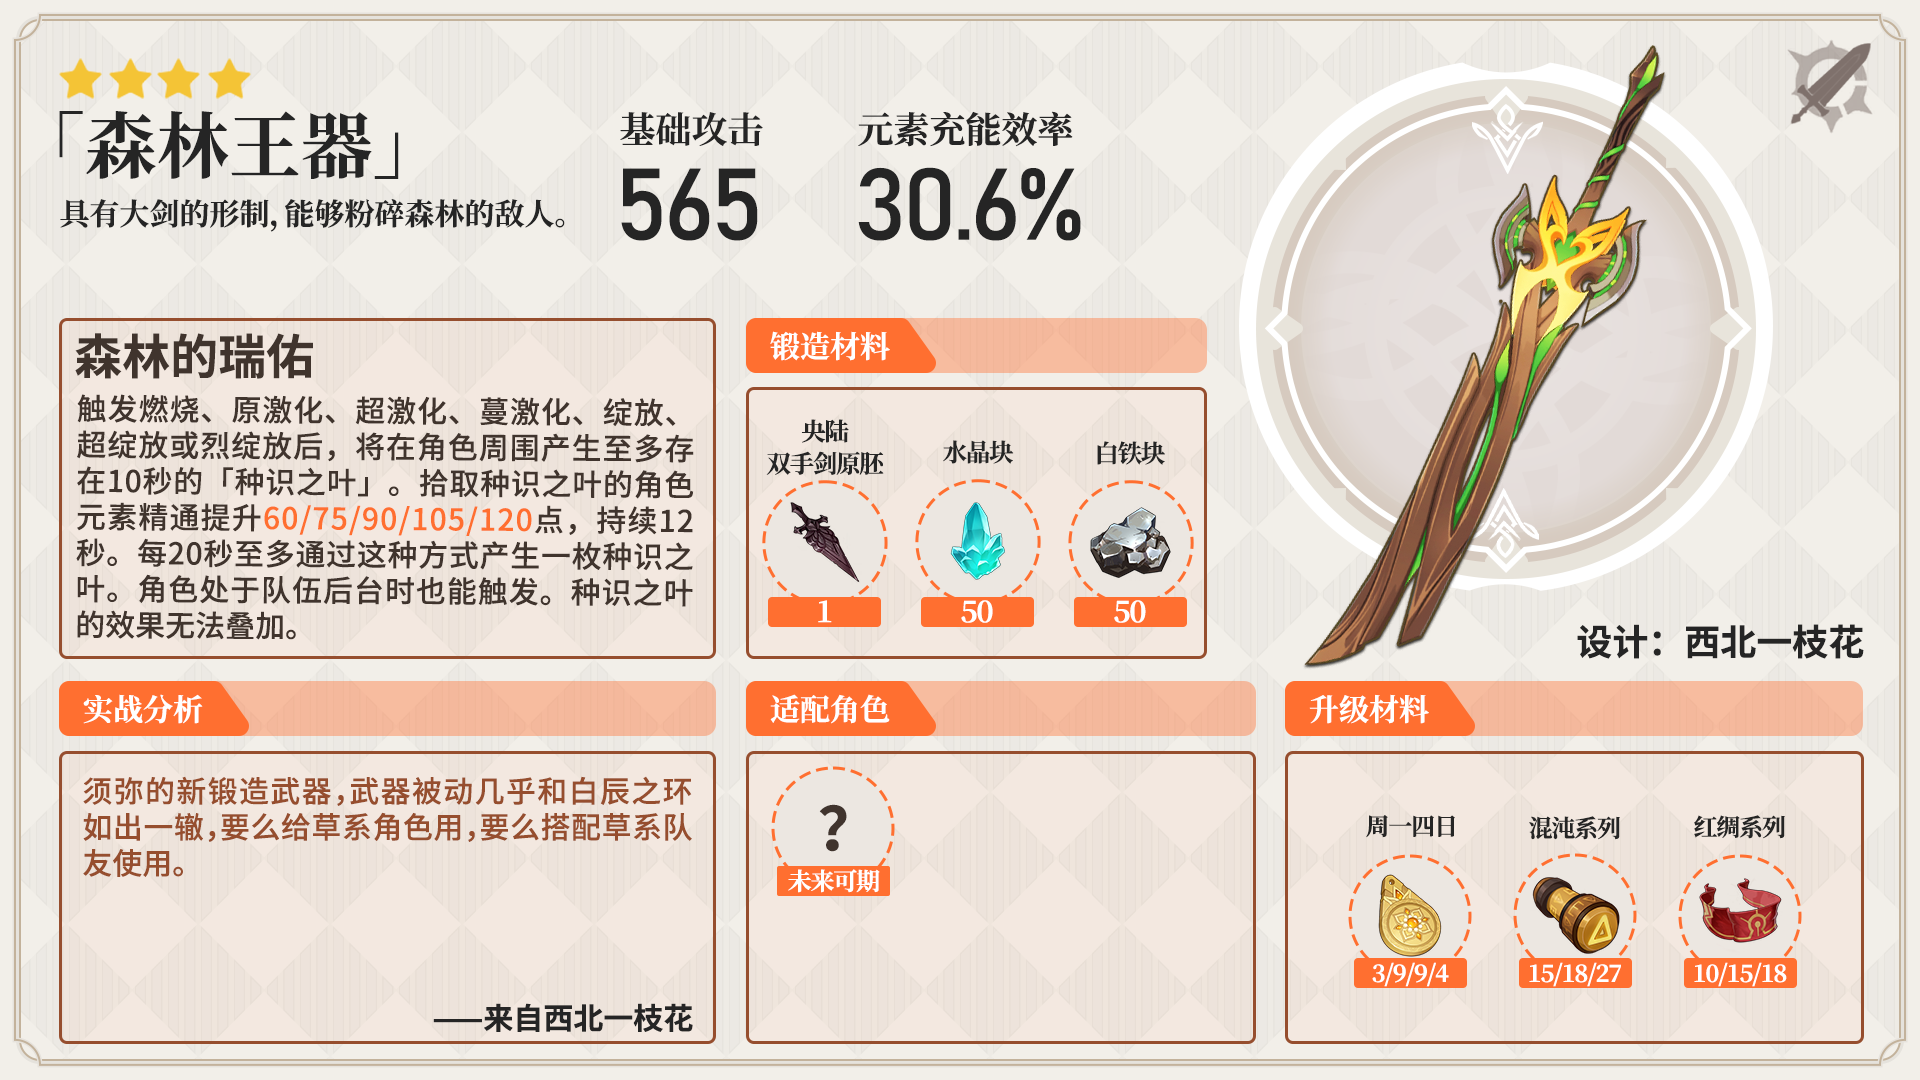 「森林王器」
具有大剑的形制,能够粉碎森林的敌人。
基础攻击
565
元素充能效率
30.6%
森林的瑞佑
触发燃烧、原激化、超激化、蔓激化、绽放、
超绽放或烈绽放后，将在角色周围产生至多存
在10秒的「种识之叶」。拾取种识之叶的角色
元素精通提升60/75/90/105/120点，持续12
秒。每20秒至多通过这种方式产生一枚种识之
叶。角色处于队伍后台时也能触发。种识之叶
的效果无法叠加。
锻造材料
央陆
双手剑原胚
1
水晶块
50
白铁块
50
设计：西北一枝花
实战分析
须弥的新锻造武器,武器被动几乎和白辰之环
如出一辙,要么给草系角色用,要么搭配草系队
友使用。
——来自西北一枝花
适配角色
?
未来可期
升级材料
周一四日
3/9/9/4
混沌系列
15/18/27
红绸系列
10/15/18